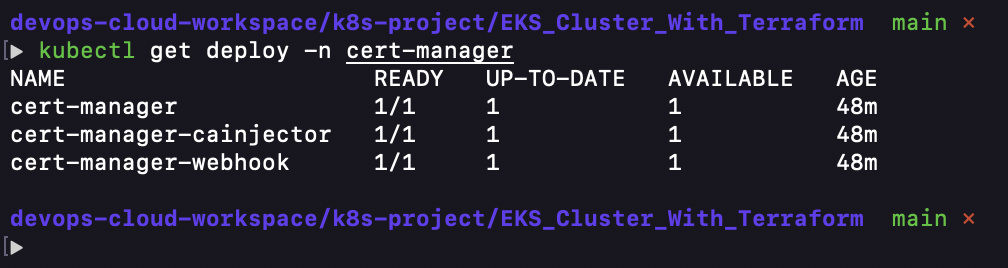 devops-cloud-workspace/k8s-project/EKS_Cluster_With_Terraform main ×
[▶ kubectl get deploy -n cert-manager
NAME READY UP-TO-DATE AVAILABLE AGE
cert-manager 1/1 1 1 48m
cert-manager-cainjector 1/1 1 1 48m
cert-manager-webhook 1/1 1 1 48m
devops-cloud-workspace/k8s-project/EKS_Cluster_With_Terraform main ×
[▶